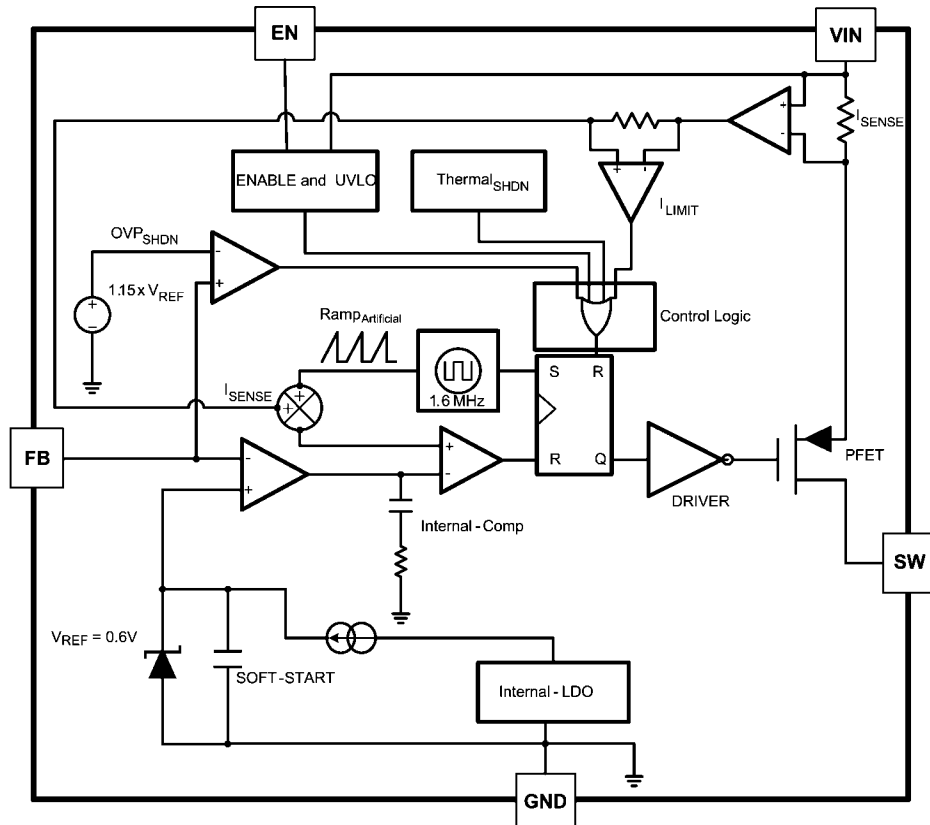 EN
VIN
+
-
ISENSE
ENABLE and UVLO
ThermalSHDN
+
-
ILIMIT
OVPSHDN
-
+
+
–
1.15 x VREF
RampArtificial
Control Logic
1.6 MHz
S
R
ISENSE
+
+
FB
-
+
+
-
R
Q
DRIVER
PFET
Internal - Comp
SW
VREF = 0.6V
SOFT-START
Internal - LDO
GND